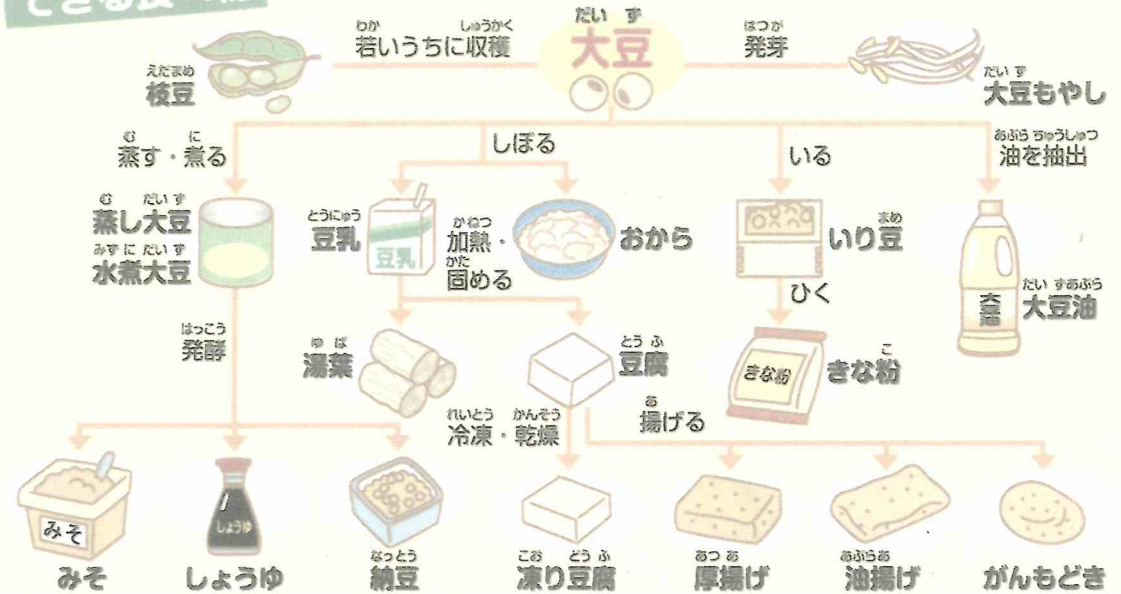 できる食べ物
だいず
大豆
わか しゅうかく
若いうちに収穫
はつが
発芽
えだまめ
枝豆
だいず
大豆もやし
む に
蒸す・煮る
しぼる
いる
あぶら ちゅうしゅつ
油を抽出
む だいず
蒸し大豆
みずに だいず
水煮大豆
とうにゅう
豆乳
豆乳
かねつ
加熱・
かた
固める
おから
まめ
いり豆
ひく
大豆油
だいずあぶら
大豆油
はっこう
発酵
ゆば
湯葉
とうふ
豆腐
きな粉
こ
きな粉
れいとう かんそう
冷凍・乾燥
あ
揚げる
みそ
しょうゆ
みそ
しょうゆ
なっとう
納豆
こお どうふ
凍り豆腐
あつあ
厚揚げ
あぶらあ
油揚げ
がんもどき